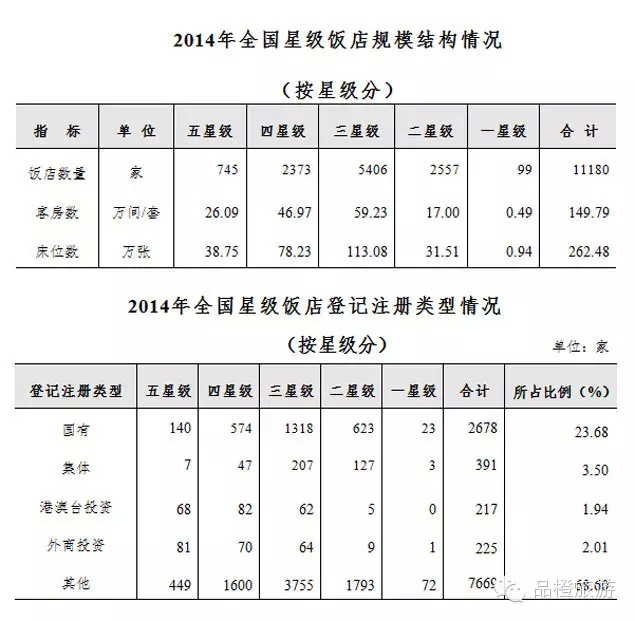 2014年全国星级饭店规模结构情况
（按星级分）
指 标 单 位 五星级 四星级 三星级 二星级 一星级 合 计
饭店数量 家 745 2373 5406 2557 99 11180
客房数 万间/套 26.09 46.97 59.23 17.00 0.49 149.79
床位数 万张 38.75 78.23 113.08 31.51 0.94 262.48
2014年全国星级饭店登记注册类型情况
（按星级分） 单位：家
登记注册类型 五星级 四星级 三星级 二星级 一星级 合计 所占比例（%）
国有 140 574 1318 623 23 2678 23.68
集体 7 47 207 127 3 391 3.50
港澳台投资 68 82 62 5 0 217 1.94
外商投资 81 70 64 9 1 225 2.01
其他 449 1600 3755 1793 72 7669 68.60
品橙旅游